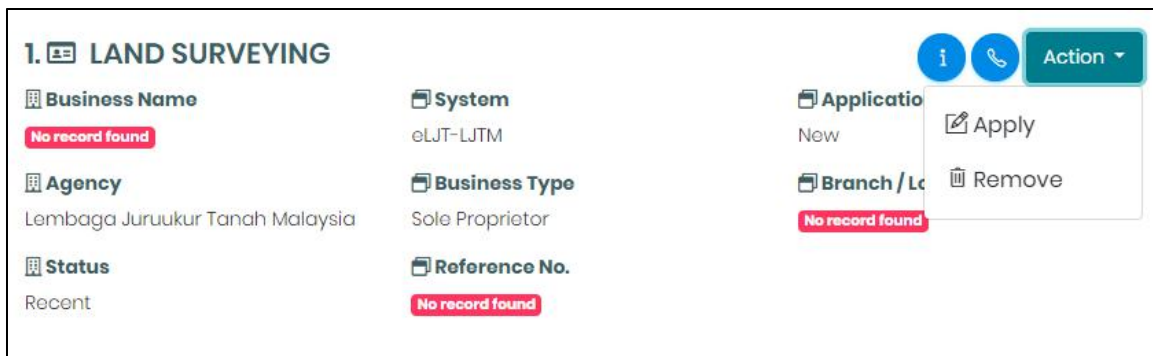 1. LAND SURVEYING
i
Action
Business Name
System
Applicatio
No record found
eLJT-LJTM
New
Apply
Remove
Agency
Business Type
Branch / Lo
Lembaga Juruukur Tanah Malaysia
Sole Proprietor
No record found
Status
Reference No.
Recent
No record found